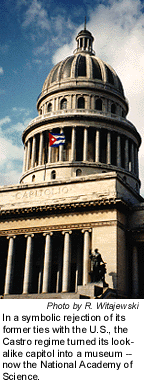 CAPITOLIO
Photo by R. Witajewski
In a symbolic rejection of its
former ties with the U.S., the
Castro regime turned its look-
alike capitol into a museum --
now the National Academy of
Science.